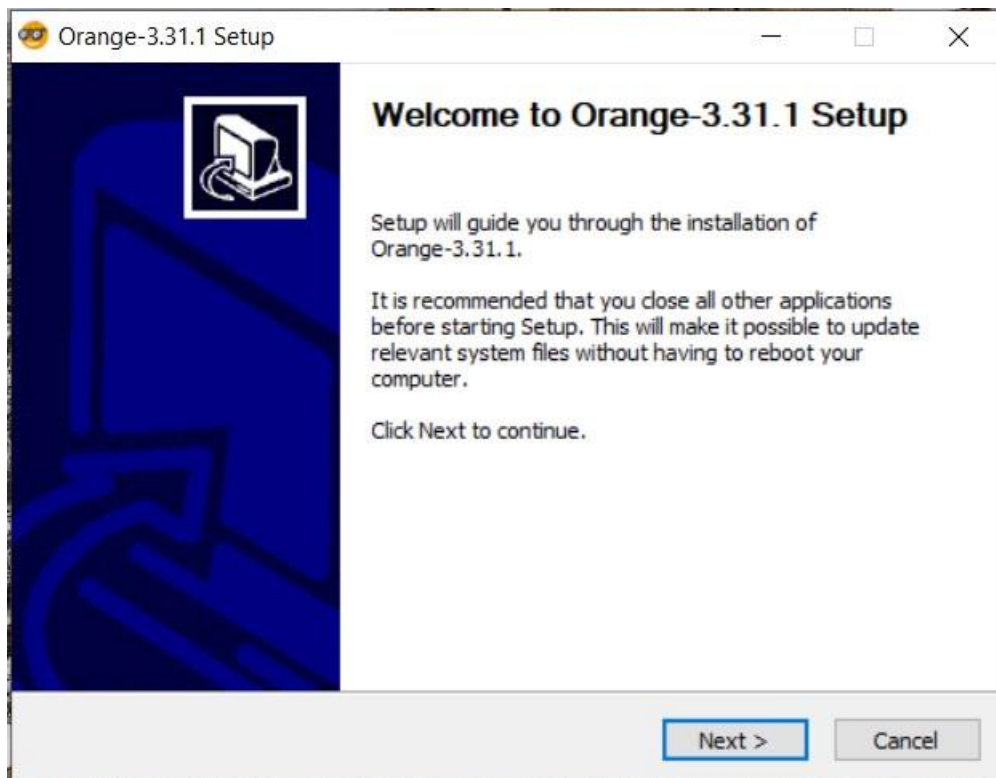 Orange-3.31.1 Setup
Welcome to Orange-3.31.1 Setup
Setup will guide you through the installation of
Orange-3.31.1.
It is recommended that you close all other applications
before starting Setup. This will make it possible to update
relevant system files without having to reboot your
computer.
Click Next to continue.
Next >
Cancel